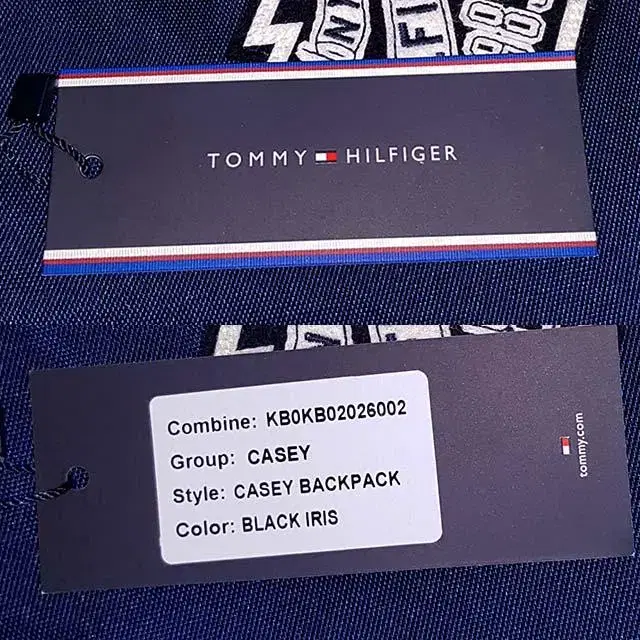 TOMMY HILFIGER
Combine: KB0KB02026002
Group: CASEY
Style: CASEY BACKPACK
Color: BLACK IRIS
tommy.com